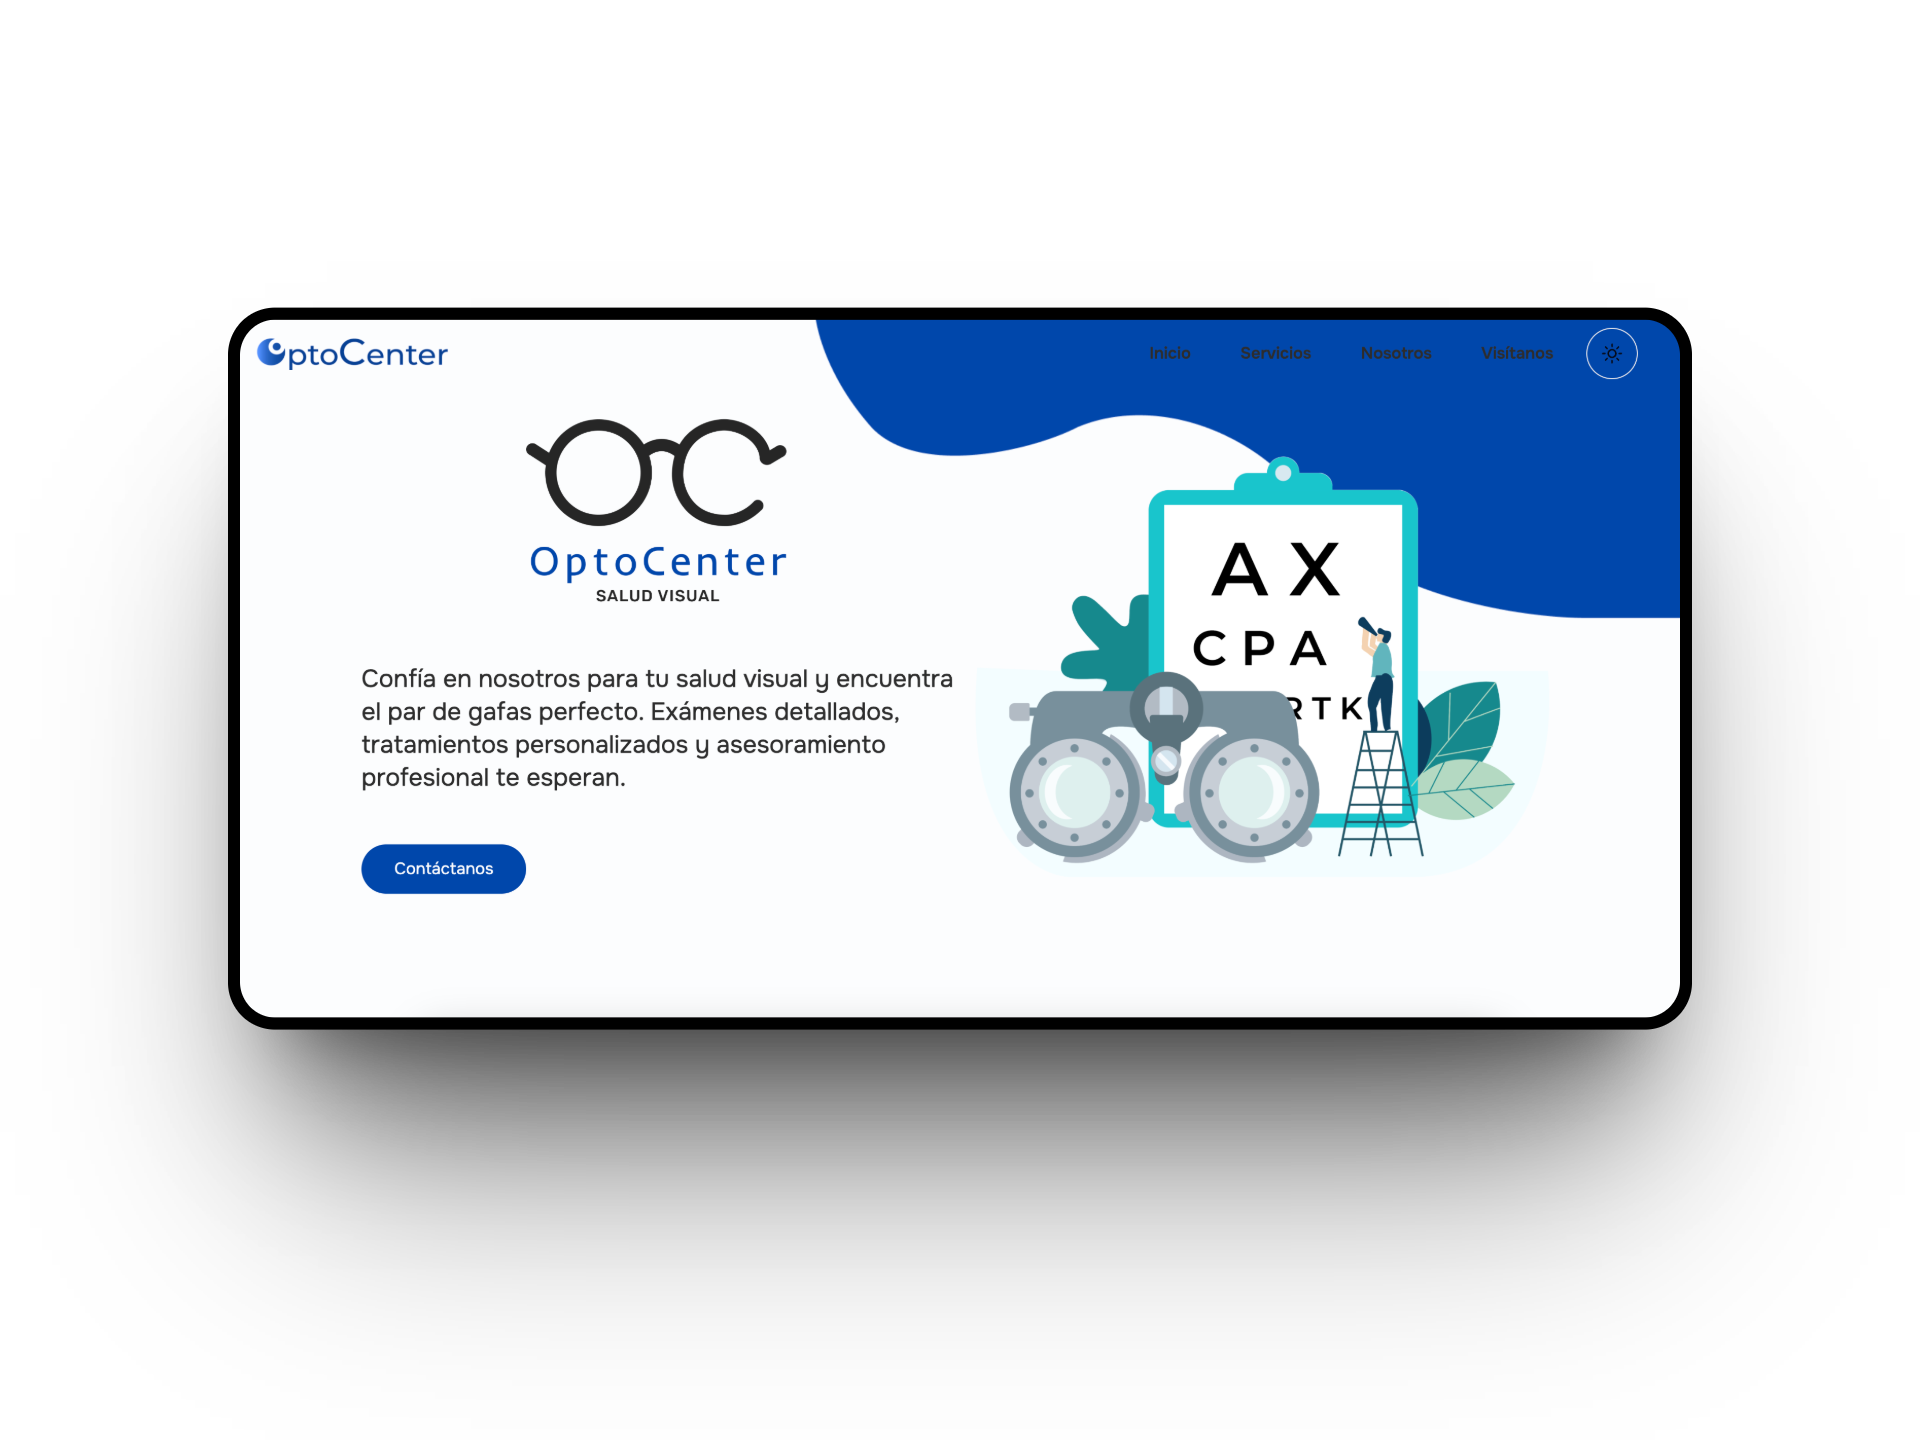 OptoCenter
Inicio Servicios Nosotros Visítanos
OC
OptoCenter
SALUD VISUAL
Confía en nosotros para tu salud visual y encuentra
el par de gafas perfecto. Exámenes detallados,
tratamientos personalizados y asesoramiento
profesional te esperan.
Contáctanos
A X
C P A
R T K